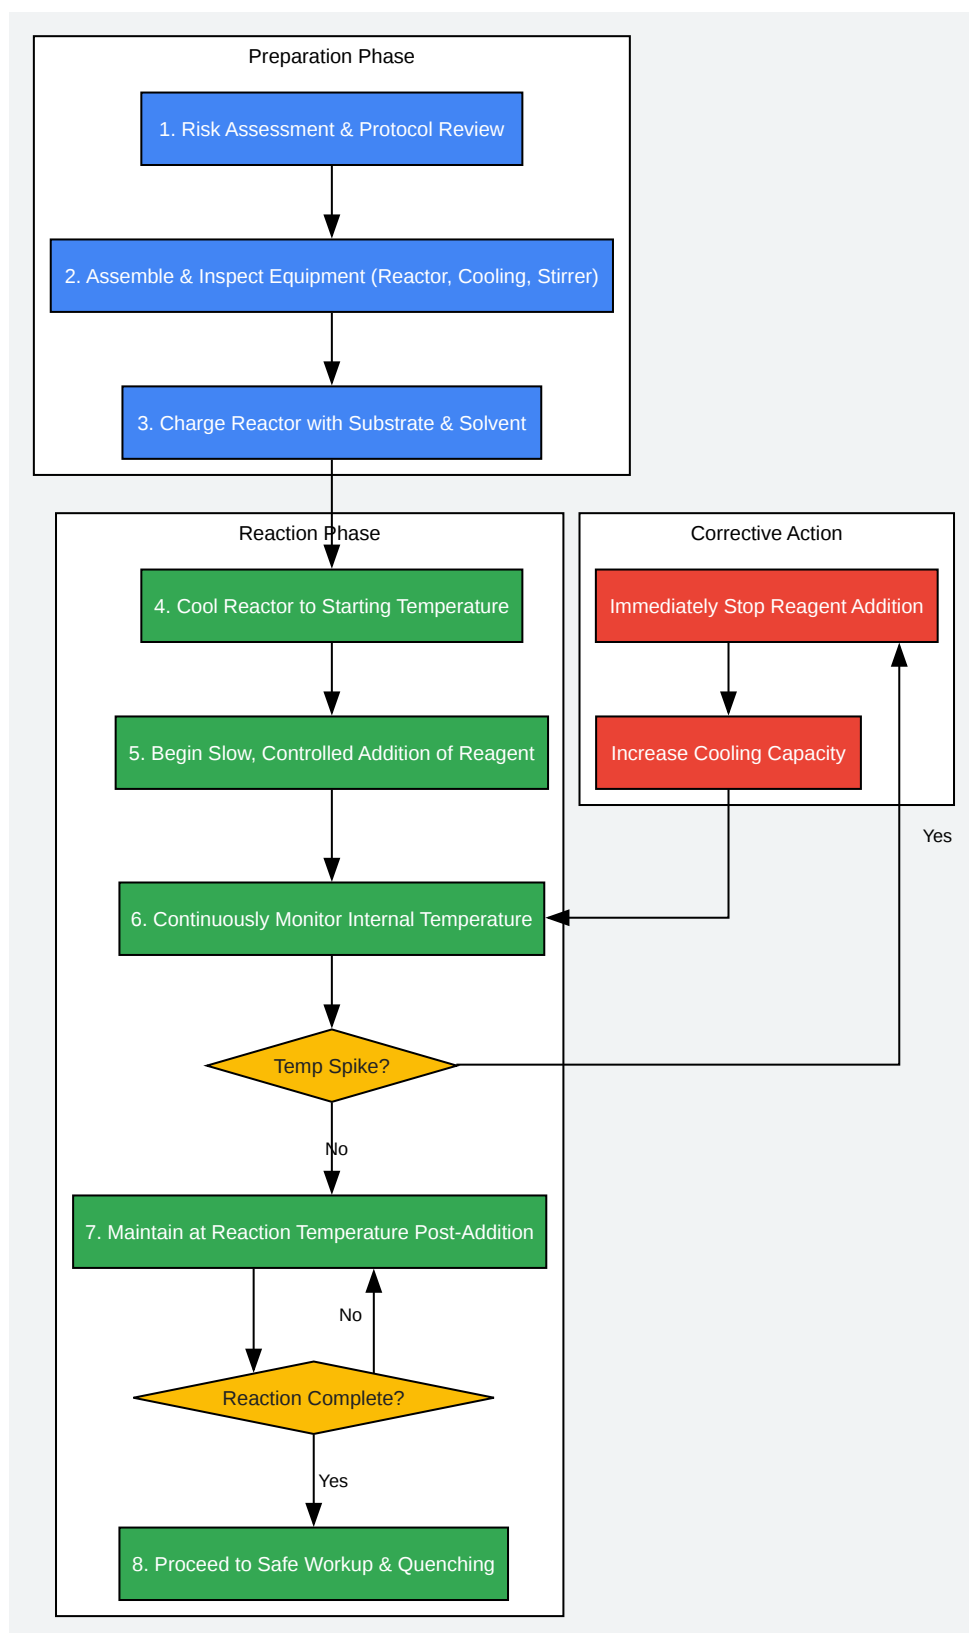 Preparation Phase
1. Risk Assessment & Protocol Review
2. Assemble & Inspect Equipment (Reactor, Cooling, Stirrer)
3. Charge Reactor with Substrate & Solvent
Reaction Phase
4. Cool Reactor to Starting Temperature
5. Begin Slow, Controlled Addition of Reagent
6. Continuously Monitor Internal Temperature
Temp Spike?
No
7. Maintain at Reaction Temperature Post-Addition
No
Reaction Complete?
Yes
8. Proceed to Safe Workup & Quenching
Corrective Action
Immediately Stop Reagent Addition
Increase Cooling Capacity
Yes